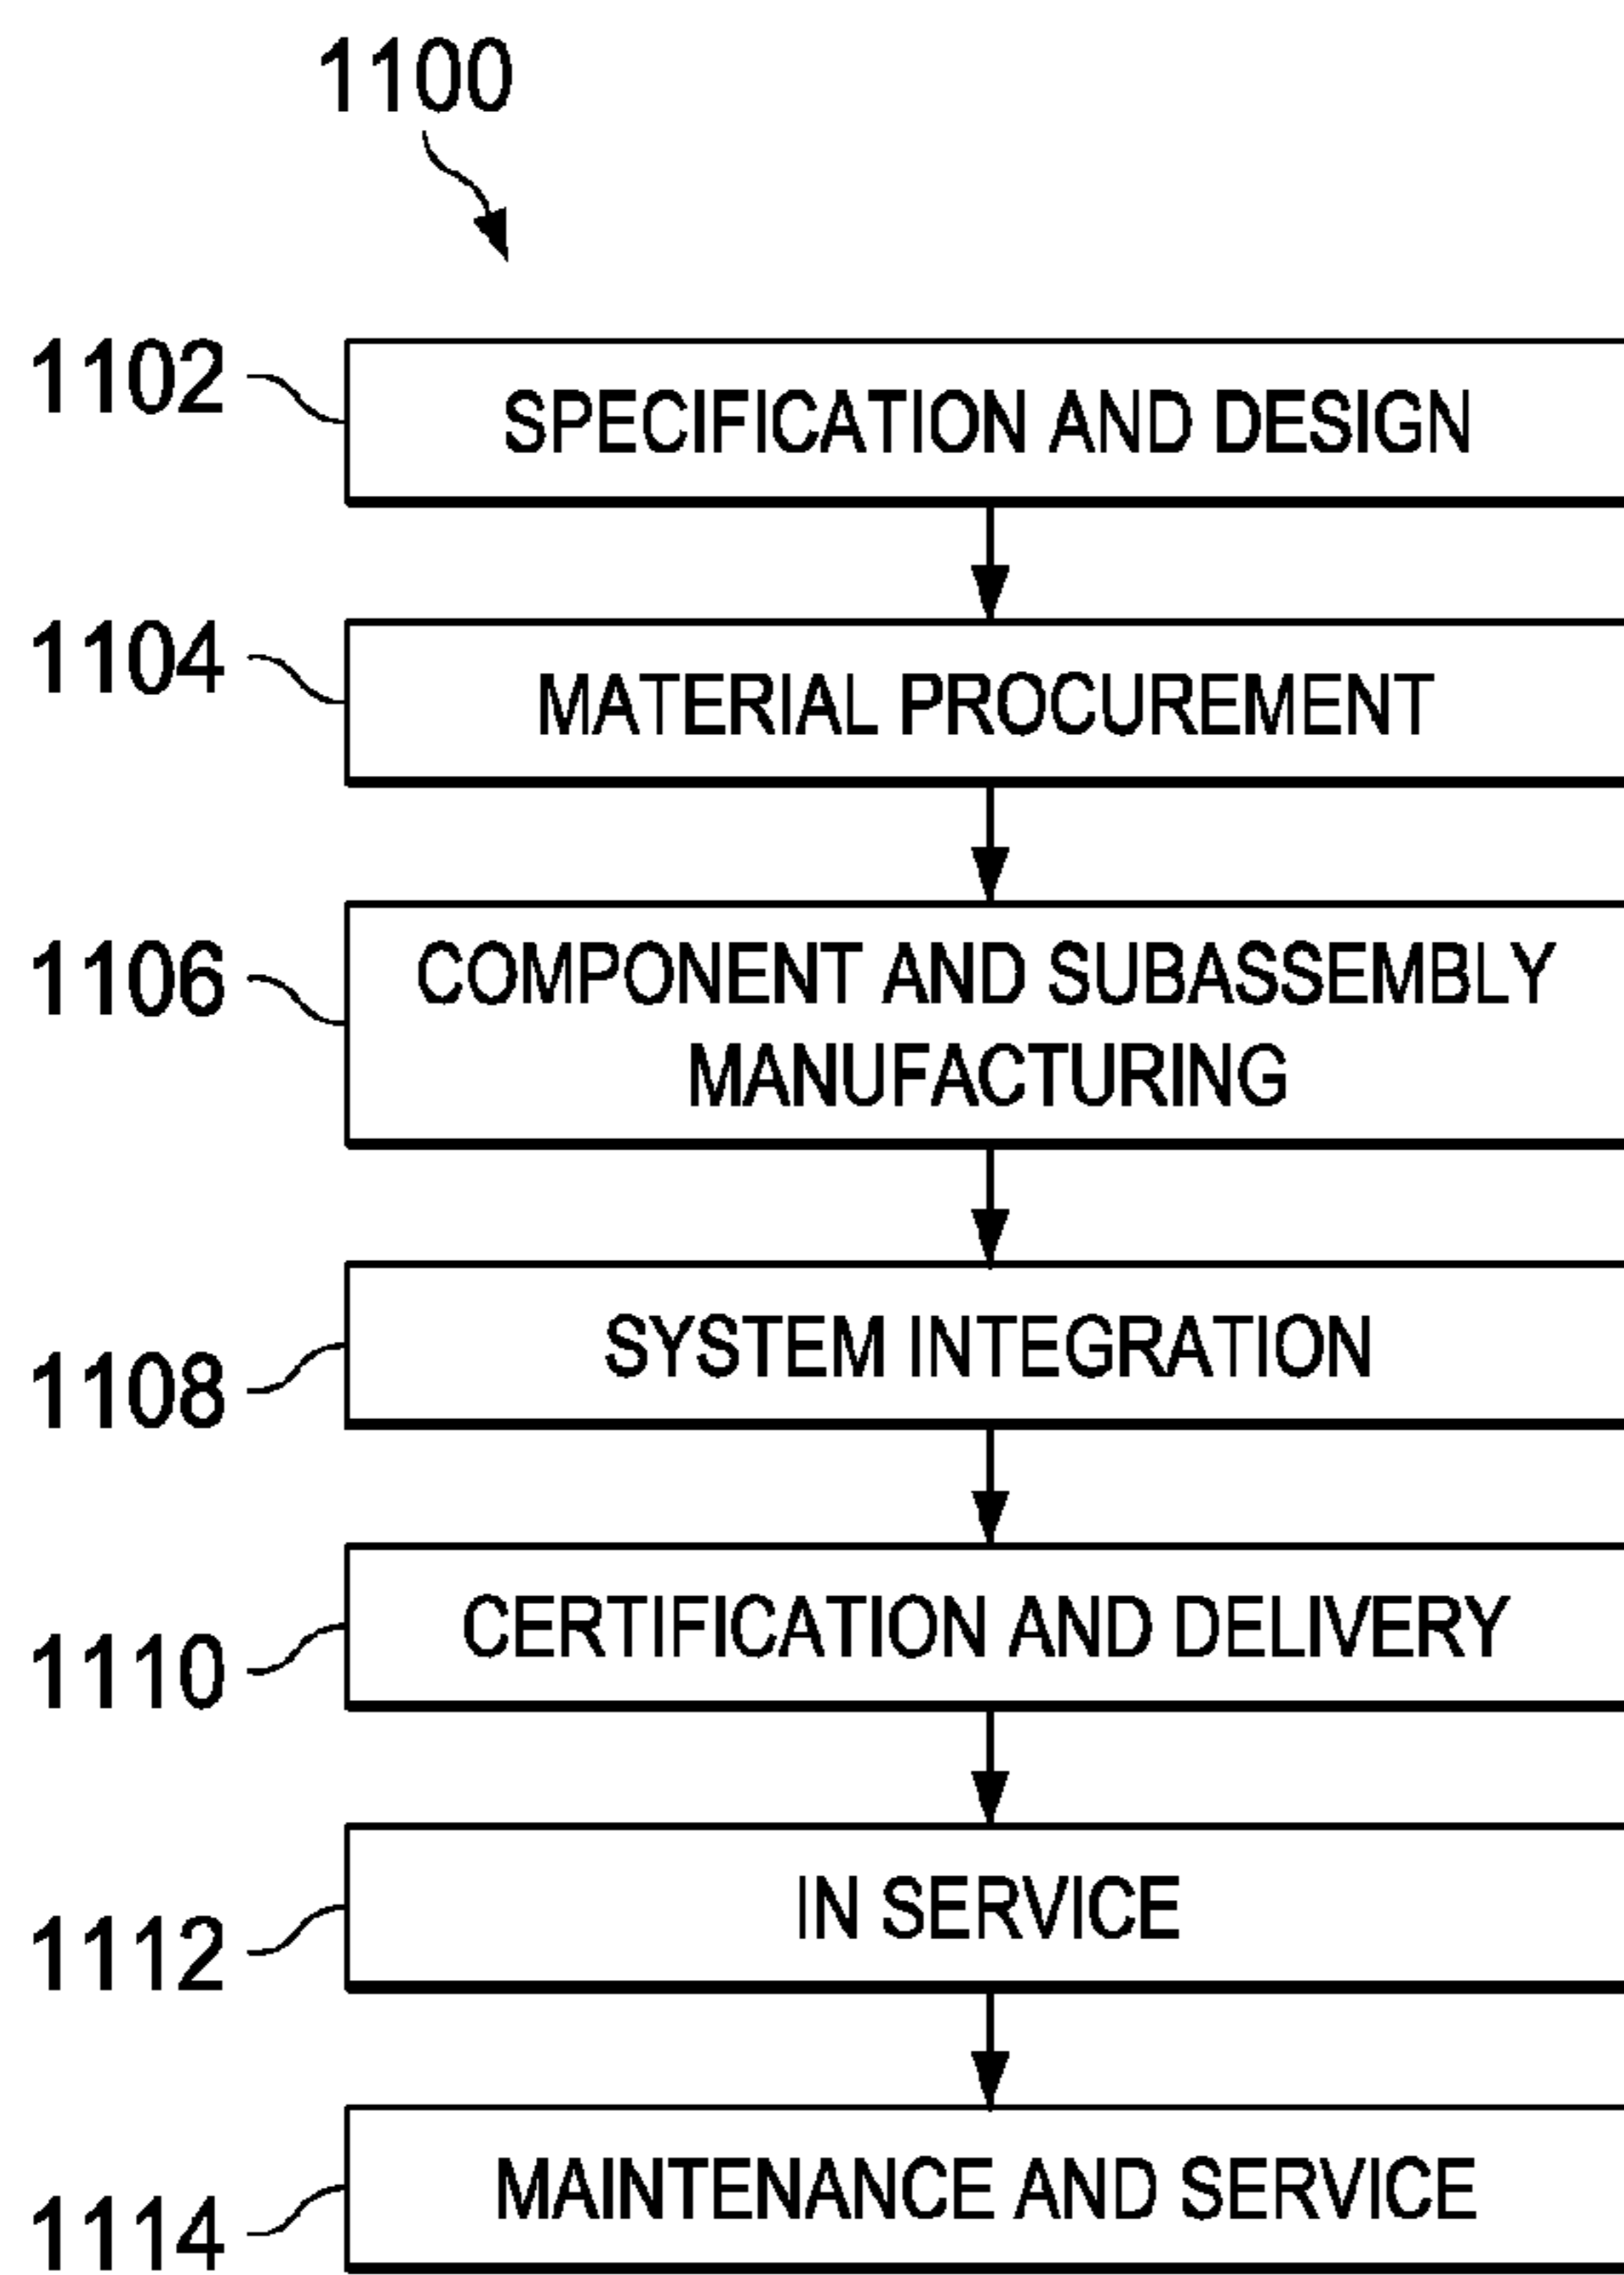 1100
1102
SPECIFICATION AND DESIGN
1104
MATERIAL PROCUREMENT
1106
COMPONENT AND SUBASSEMBLY
MANUFACTURING
1108
SYSTEM INTEGRATION
1110
CERTIFICATION AND DELIVERY
1112
IN SERVICE
1114
MAINTENANCE AND SERVICE